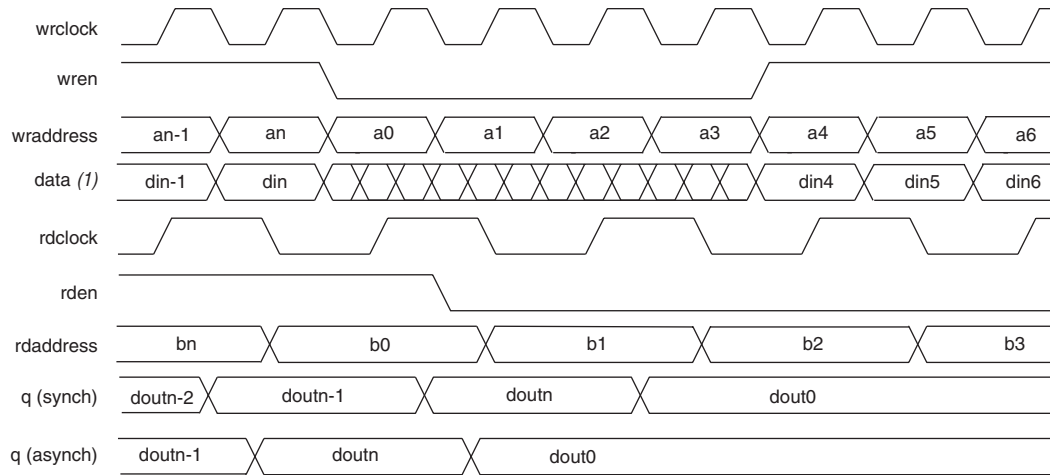 wrclock
wren
wraddress an-1 an a0 a1 a2 a3 a4 a5 a6
data (1) din-1 din din4 din5 din6
rdclock
rden
rdaddress bn b0 b1 b2 b3
q (synch) doutn-2 doutn-1 doutn dout0
q (asynch) doutn-1 doutn dout0